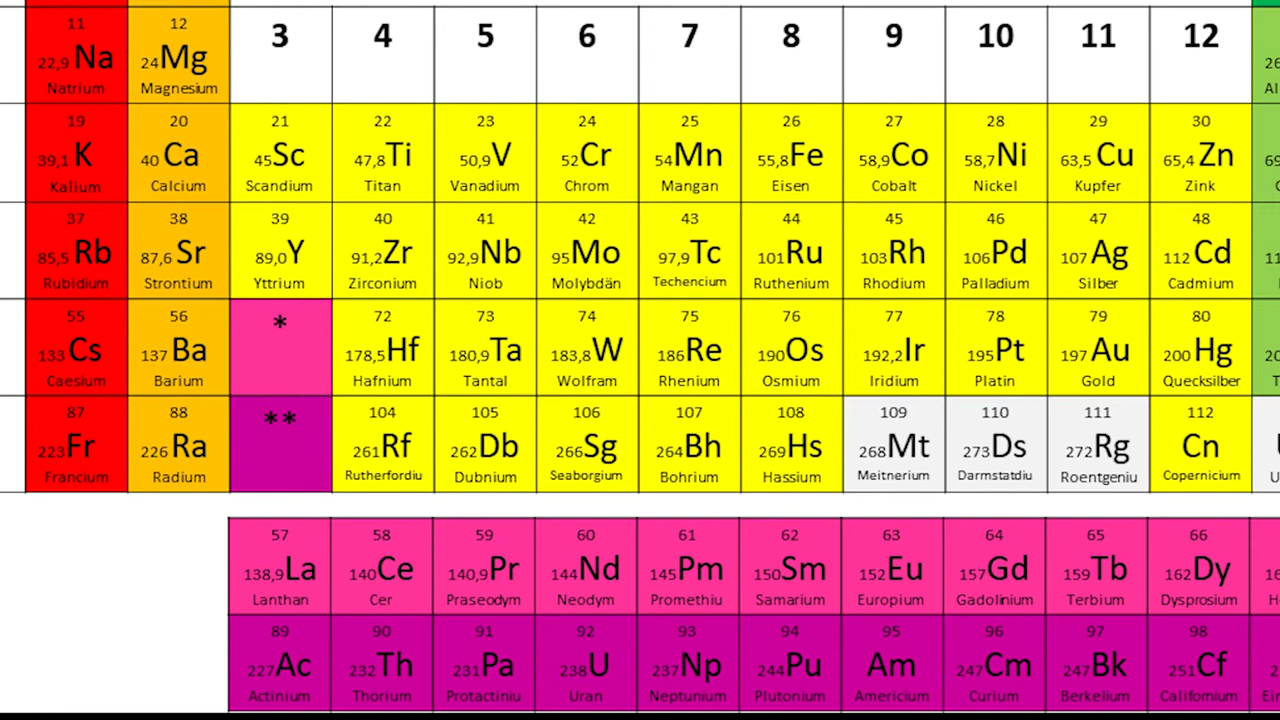 11 12 3 4 5 6 7 8 9 10 11 12
22,9 Na 24 Mg 26
Natrium Magnesium Al
19 20 21 22 23 24 25 26 27 28 29 30
39,1 K 40 Ca 45 Sc 47,8 Ti 50,9 V 52 Cr 54 Mn 55,8 Fe 58,9 Co 58,7 Ni 63,5 Cu 65,4 Zn 69
Kalium Calcium Scandium Titan Vanadium Chrom Mangan Eisen Cobalt Nickel Kupfer Zink
37 38 39 40 41 42 43 44 45 46 47 48
85,5 Rb 87,6 Sr 89,0 Y 91,2 Zr 92,9 Nb 95 Mo 97,9 Tc 101 Ru 103 Rh 106 Pd 107 Ag 112 Cd 11
Rubidium Strontium Yttrium Zirconium Niob Molybdän Techencium Ruthenium Rhodium Palladium Silber Cadmium
55 56 * 72 73 74 75 76 77 78 79 80
133 Cs 137 Ba 178,5 Hf 180,9 Ta 183,8 W 186 Re 190 Os 192,2 Ir 195 Pt 197 Au 200 Hg 20
Caesium Barium Hafnium Tantal Wolfram Rhenium Osmium Iridium Platin Gold Quecksilber T
87 88 ** 104 105 106 107 108 109 110 111 112
223 Fr 226 Ra 261 Rf 262 Db 266 Sg 264 Bh 269 Hs 268 Mt 273 Ds 272 Rg Cn
Francium Radium Rutherfordiu Dubnium Seaborgium Bohrium Hassium Meitnerium Darmstatdiu Roentgeniu Copernicium U
57 58 59 60 61 62 63 64 65 66
138,9 La 140 Ce 140,9 Pr 144 Nd 145 Pm 150 Sm 152 Eu 157 Gd 159 Tb 162 Dy 16
Lanthan Cer Praseodym Neodym Promethiu Samarium Europium Gadolinium Terbium Dysprosium H
89 90 91 92 93 94 95 96 97 98
227 Ac 232 Th 231 Pa 238 U 237 Np 244 Pu Am 247 Cm 247 Bk 251 Cf 2
Actinium Thorium Protactiniu Uran Neptunium Plutonium Americium Curium Berkelium Califomium Ei